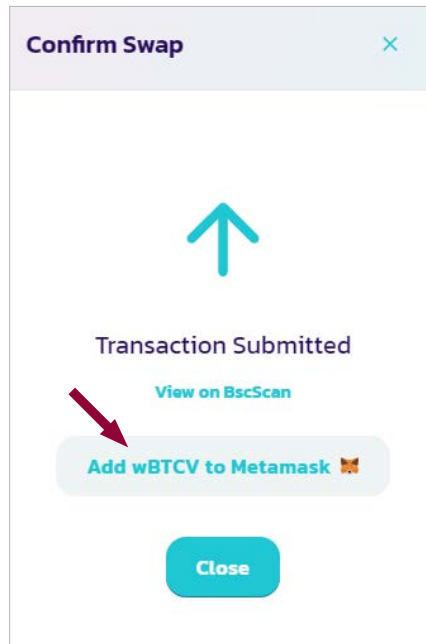 Confirm Swap
Transaction Submitted
View on BscScan
Add wBTCV to Metamask
Close